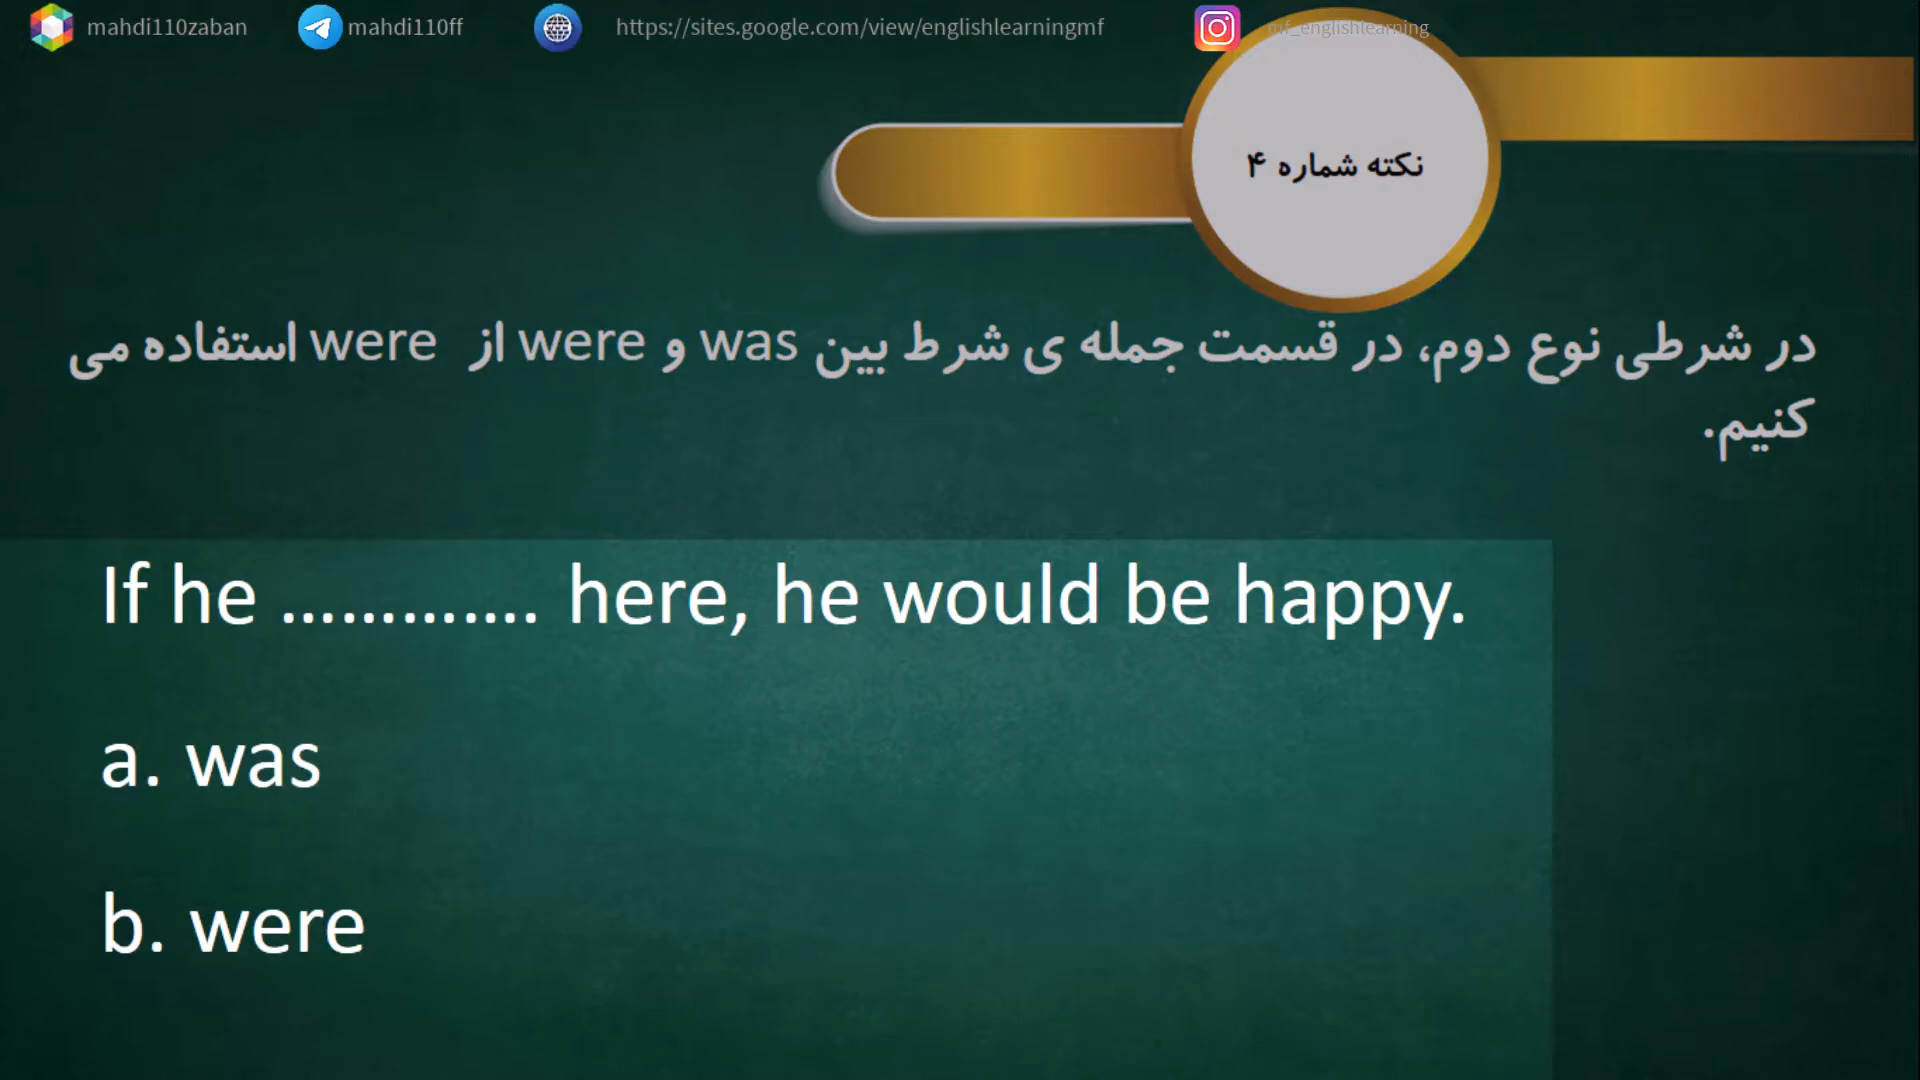 mahdi110zaban mahdi110ff https://sites.google.com/view/englishlearningmf mf_englishlearning
نکته شماره ۴
در شرطی نوع دوم، در قسمت جمله ی شرط بین was و were از were استفاده می
کنیم.
If he ............. here, he would be happy.
a. was
b. were